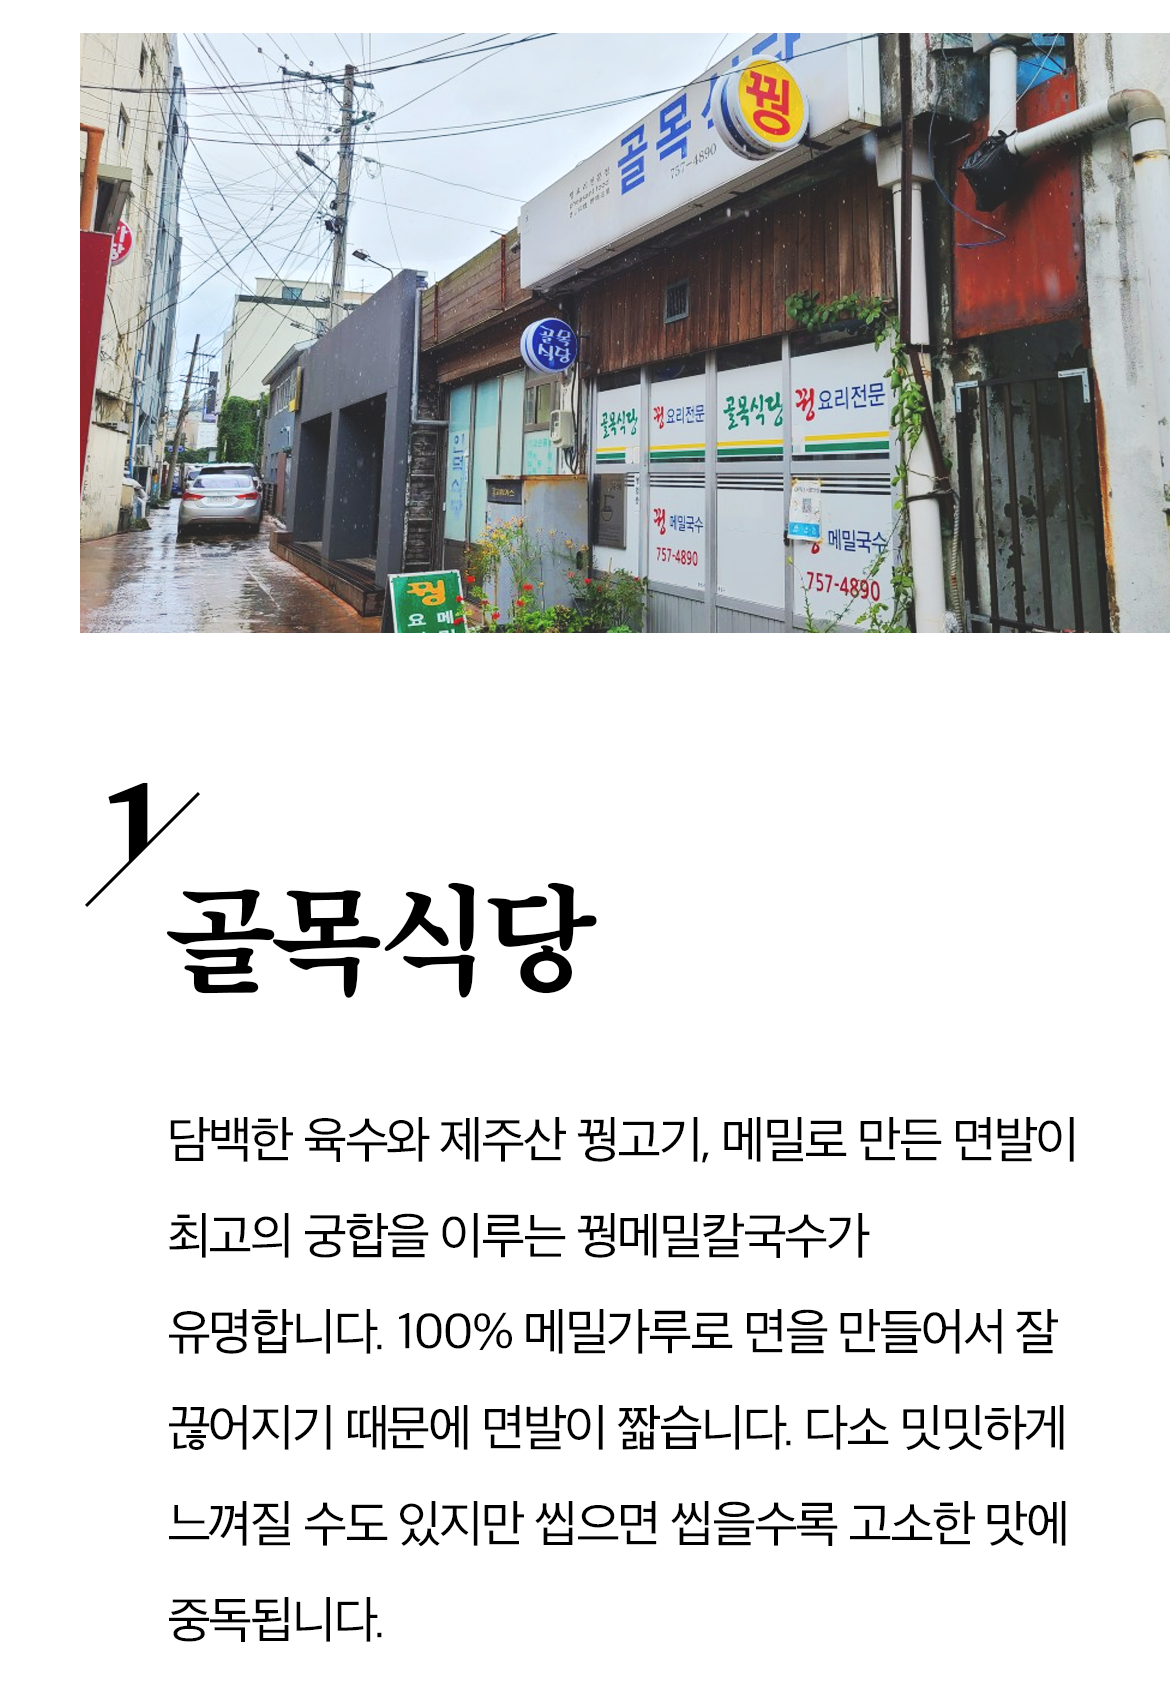 골목식당
꿩
757-4890
골목
식당
골목식당
꿩요리전문
골목식당
꿩요리전문
꿩 메밀국수
757-4890
메밀국수
757-4890
꿩
1
골목식당
담백한 육수와 제주산 꿩고기, 메밀로 만든 면발이
최고의 궁합을 이루는 꿩메밀칼국수가
유명합니다. 100% 메밀가루로 면을 만들어서 잘
끊어지기 때문에 면발이 짧습니다. 다소 밋밋하게
느껴질 수도 있지만 씹으면 씹을수록 고소한 맛에
중독됩니다.